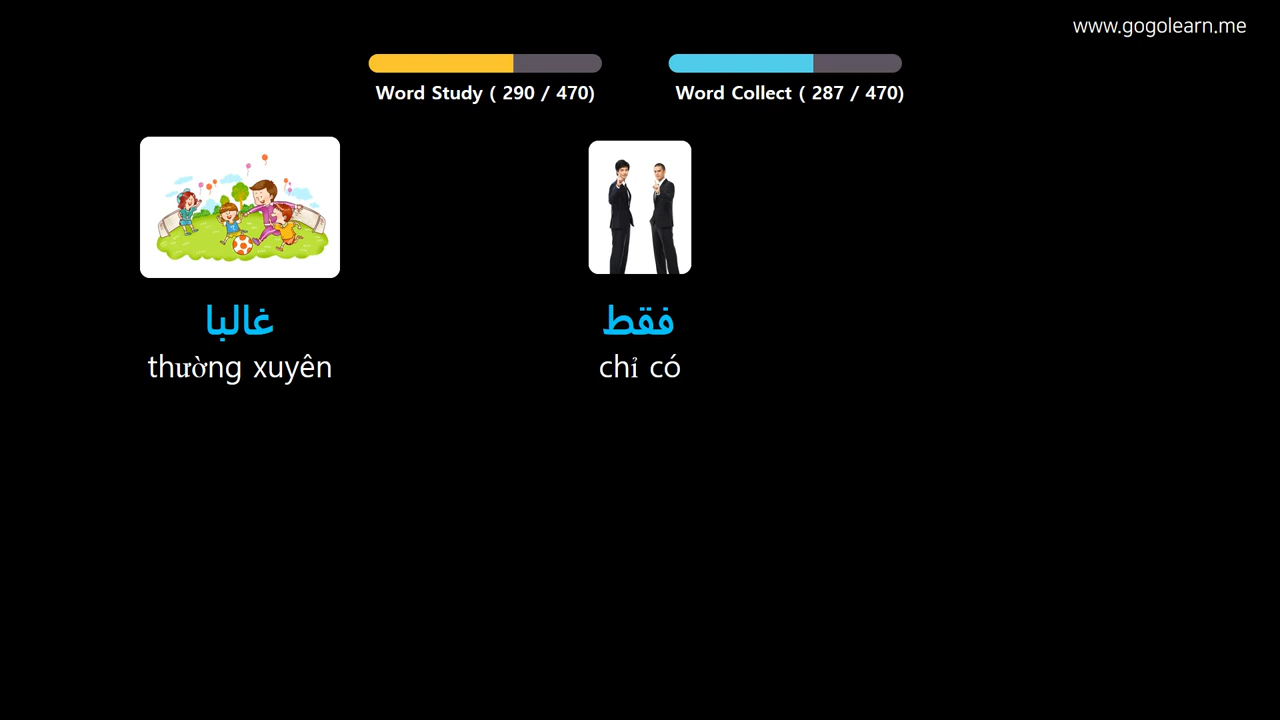 www.gogolearn.me
Word Study ( 290 / 470)
Word Collect ( 287 / 470)
غالبا
thường xuyên
فقط
chỉ có